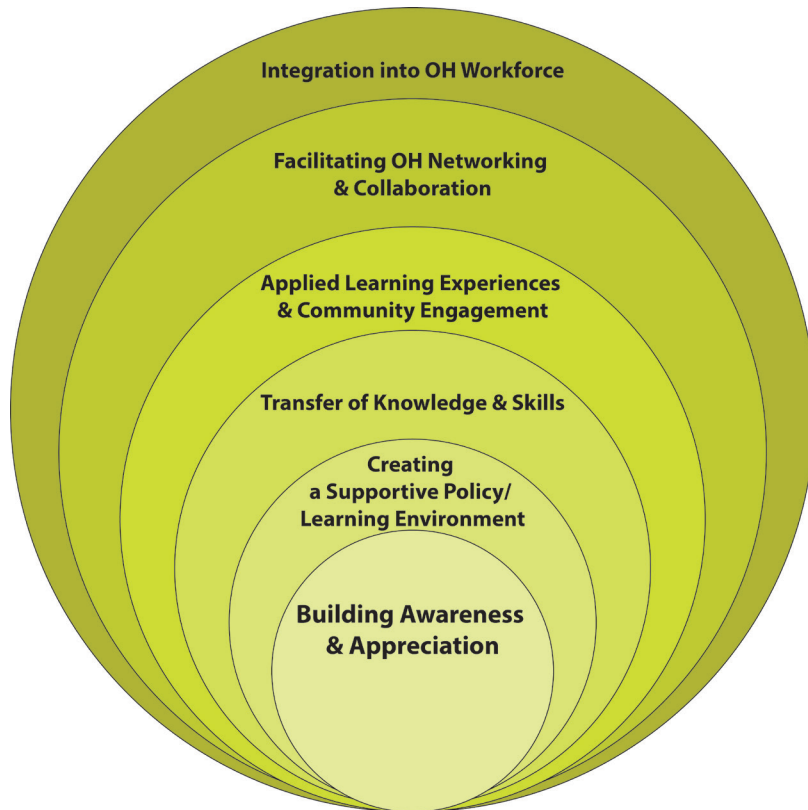 Integration into OH Workforce
Facilitating OH Networking
& Collaboration
Applied Learning Experiences
& Community Engagement
Transfer of Knowledge & Skills
Creating
a Supportive Policy/
Learning Environment
Building Awareness
& Appreciation